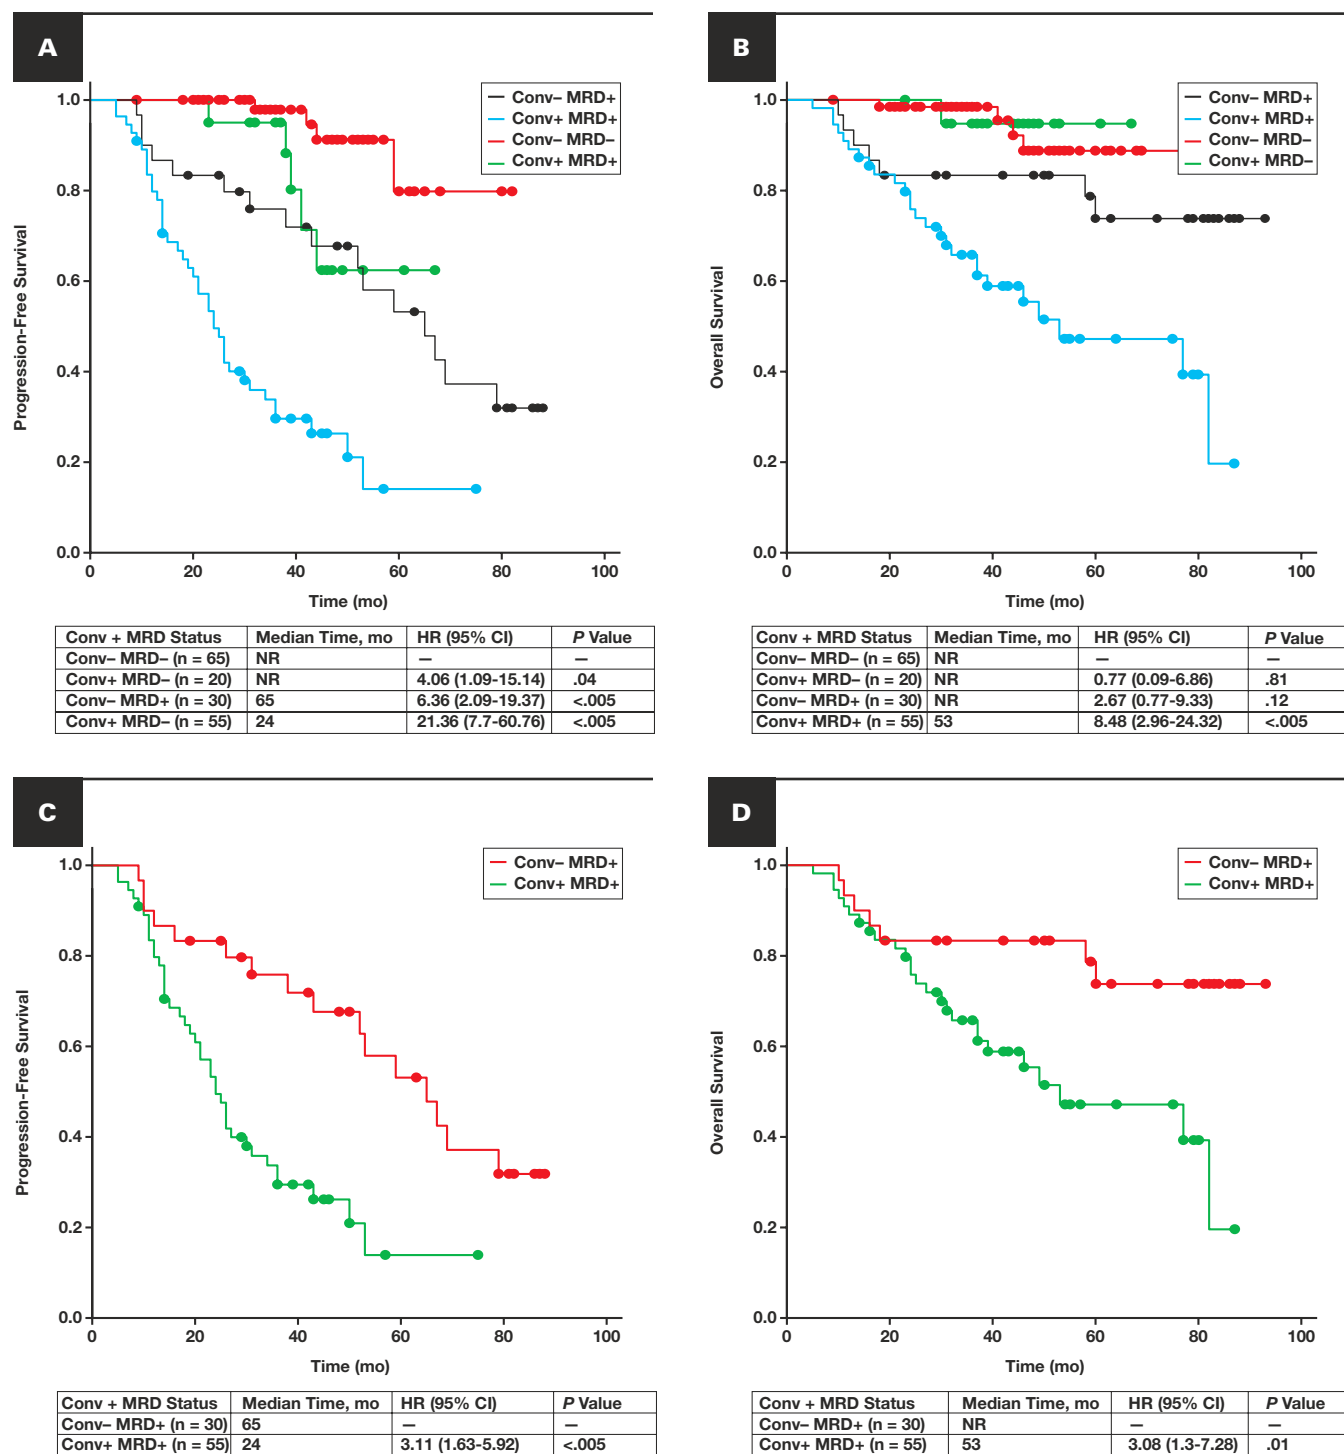 A
1.0
0.8
0.6
0.4
0.2
0.0
Progression-Free Survival
Conv– MRD+
Conv+ MRD+
Conv– MRD–
Conv+ MRD+
0 20 40 60 80 100
Time (mo)
Conv + MRD Status Median Time, mo HR (95% CI) P Value
Conv– MRD– (n = 65) NR — —
Conv+ MRD– (n = 20) NR 4.06 (1.09-15.14) .04
Conv– MRD+ (n = 30) 65 6.36 (2.09-19.37) <.005
Conv+ MRD– (n = 55) 24 21.36 (7.7-60.76) <.005
B
1.0
0.8
0.6
0.4
0.2
0.0
Overall Survival
Conv– MRD+
Conv+ MRD+
Conv– MRD–
Conv+ MRD–
0 20 40 60 80 100
Time (mo)
Conv + MRD Status Median Time, mo HR (95% CI) P Value
Conv– MRD– (n = 65) NR — —
Conv+ MRD– (n = 20) NR 0.77 (0.09-6.86) .81
Conv– MRD+ (n = 30) NR 2.67 (0.77-9.33) .12
Conv+ MRD+ (n = 55) 53 8.48 (2.96-24.32) <.005
C
1.0
0.8
0.6
0.4
0.2
0.0
Progression-Free Survival
Conv– MRD+
Conv+ MRD+
0 20 40 60 80 100
Time (mo)
Conv + MRD Status Median Time, mo HR (95% CI) P Value
Conv– MRD+ (n = 30) 65 — —
Conv+ MRD+ (n = 55) 24 3.11 (1.63-5.92) <.005
D
1.0
0.8
0.6
0.4
0.2
0.0
Overall Survival
Conv– MRD+
Conv+ MRD+
0 20 40 60 80 100
Time (mo)
Conv + MRD Status Median Time, mo HR (95% CI) P Value
Conv– MRD+ (n = 30) NR — —
Conv+ MRD+ (n = 55) 53 3.08 (1.3-7.28) .01